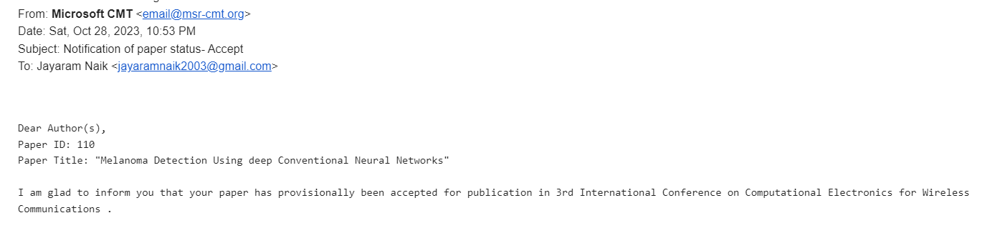 From: Microsoft CMT <email@msr-cmt.org>
Date: Sat, Oct 28, 2023, 10:53 PM
Subject: Notification of paper status- Accept
To: Jayaram Naik <jayaramnaik2003@gmail.com>
Dear Author(s),
Paper ID: 110
Paper Title: "Melanoma Detection Using deep Conventional Neural Networks"
I am glad to inform you that your paper has provisionally been accepted for publication in 3rd International Conference on Computational Electronics for Wireless
Communications .